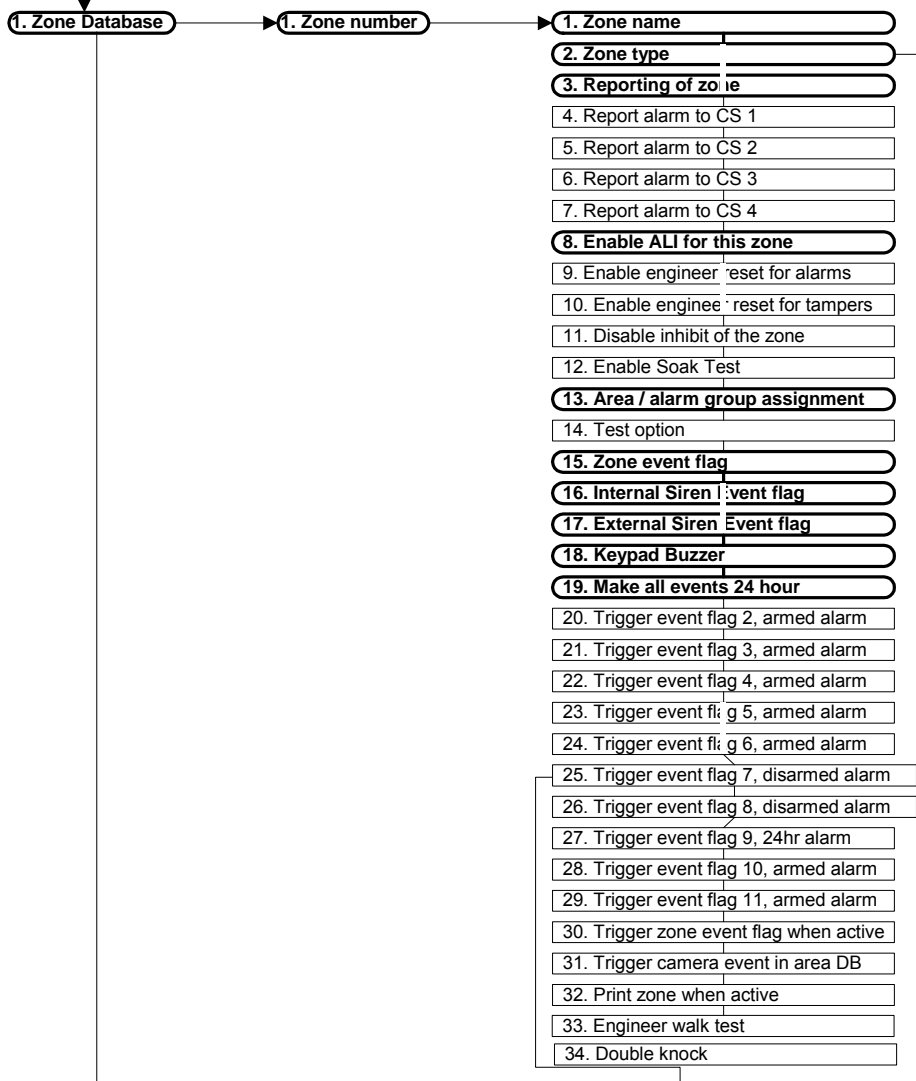 1. Zone Database
1. Zone number
1. Zone name
2. Zone type
3. Reporting of zone
4. Report alarm to CS 1
5. Report alarm to CS 2
6. Report alarm to CS 3
7. Report alarm to CS 4
8. Enable ALI for this zone
9. Enable engineer reset for alarms
10. Enable engineer reset for tampers
11. Disable inhibit of the zone
12. Enable Soak Test
13. Area / alarm group assignment
14. Test option
15. Zone event flag
16. Internal Siren Event flag
17. External Siren Event flag
18. Keypad Buzzer
19. Make all events 24 hour
20. Trigger event flag 2, armed alarm
21. Trigger event flag 3, armed alarm
22. Trigger event flag 4, armed alarm
23. Trigger event flag 5, armed alarm
24. Trigger event flag 6, armed alarm
25. Trigger event flag 7, disarmed alarm
26. Trigger event flag 8, disarmed alarm
27. Trigger event flag 9, 24hr alarm
28. Trigger event flag 10, armed alarm
29. Trigger event flag 11, armed alarm
30. Trigger zone event flag when active
31. Trigger camera event in area DB
32. Print zone when active
33. Engineer walk test
34. Double knock